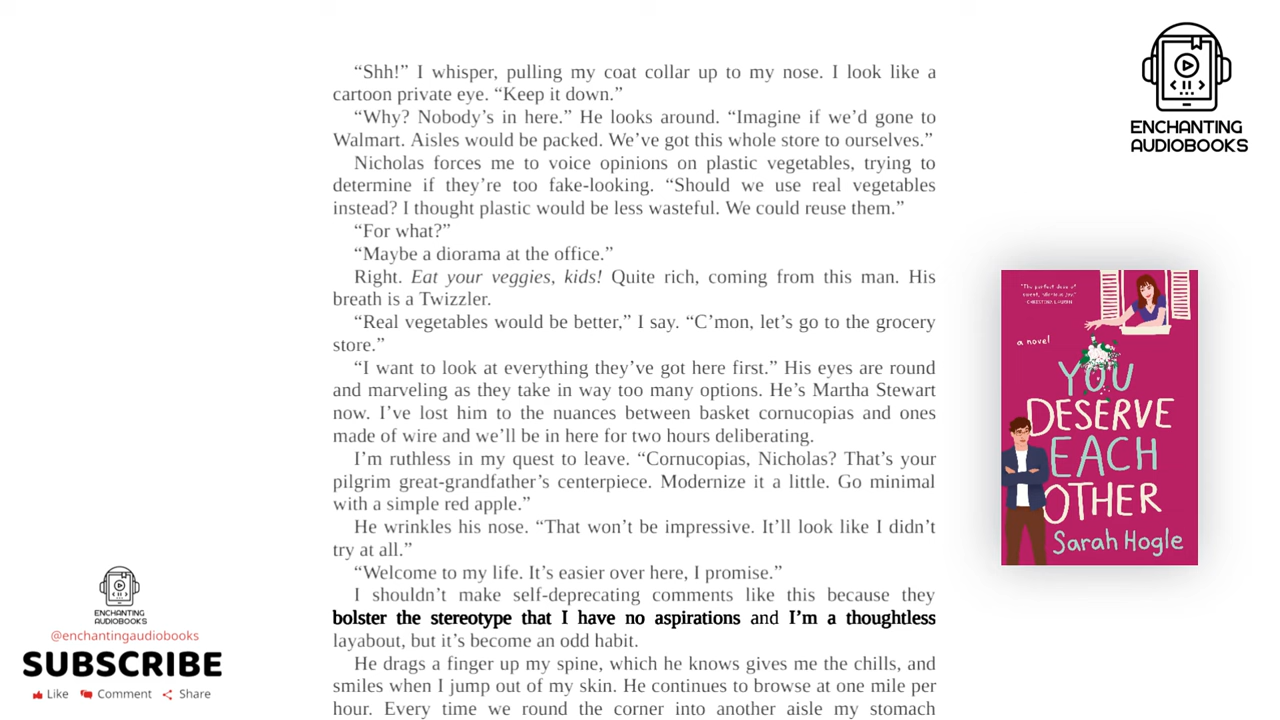 “Shh!” I whisper, pulling my coat collar up to my nose. I look like a
cartoon private eye. “Keep it down.”
“Why? Nobody’s in here.” He looks around. “Imagine if we’d gone to
Walmart. Aisles would be packed. We’ve got this whole store to ourselves.”
Nicholas forces me to voice opinions on plastic vegetables, trying to
determine if they’re too fake-looking. “Should we use real vegetables
instead? I thought plastic would be less wasteful. We could reuse them.”
“For what?”
“Maybe a diorama at the office.”
Right. Eat your veggies, kids! Quite rich, coming from this man. His
breath is a Twizzler.
“Real vegetables would be better,” I say. “C’mon, let’s go to the grocery
store.”
“I want to look at everything they’ve got here first.” His eyes are round
and marveling as they take in way too many options. He’s Martha Stewart
now. I’ve lost him to the nuances between basket cornucopias and ones
made of wire and we’ll be in here for two hours deliberating.
I’m ruthless in my quest to leave. “Cornucopias, Nicholas? That’s your
pilgrim great-grandfather’s centerpiece. Modernize it a little. Go minimal
with a simple red apple.”
He wrinkles his nose. “That won’t be impressive. It’ll look like I didn’t
try at all.”
“Welcome to my life. It’s easier over here, I promise.”
I shouldn’t make self-deprecating comments like this because they
bolster the stereotype that I have no aspirations and I’m a thoughtless
layabout, but it’s become an odd habit.
He drags a finger up my spine, which he knows gives me the chills, and
smiles when I jump out of my skin. He continues to browse at one mile per
hour. Every time we round the corner into another aisle my stomach
ENCHANTING
AUDIOBOOKS
"The perfect dose of
CHRISTINA LAUREN
a novel
YOU
DESERVE
EACH
OTHER
Sarah Hogle
ENCHANTING
AUDIOBOOKS
@enchantingaudiobooks
SUBSCRIBE
Like Comment Share